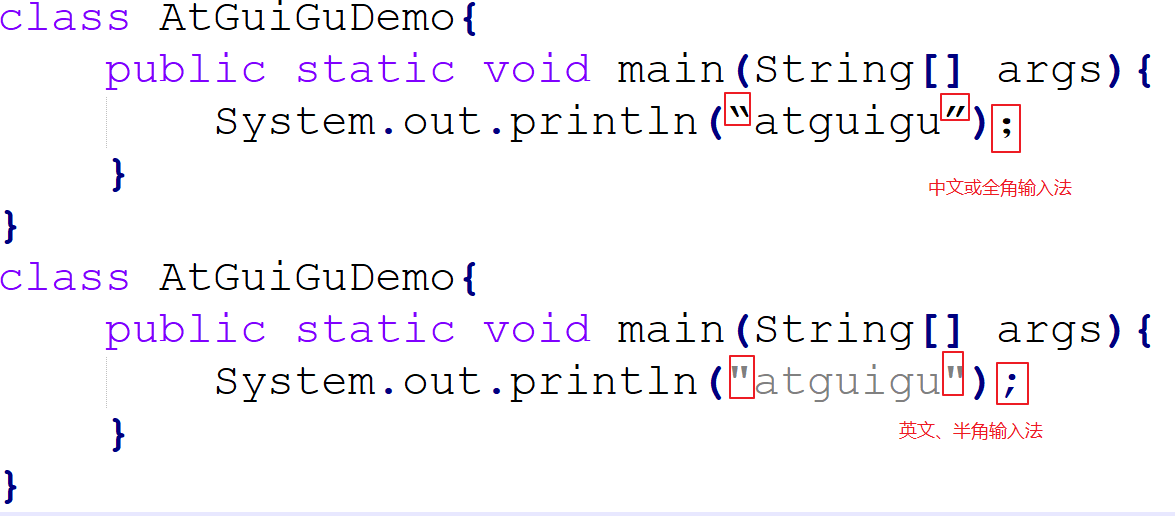 class AtGuiGuDemo{
    public static void main(String[] args){
        System.out.println(“atguigu”)；
    }
中文或全角输入法
}
class AtGuiGuDemo{
    public static void main(String[] args){
        System.out.println("atguigu");
    }
英文、半角输入法
}